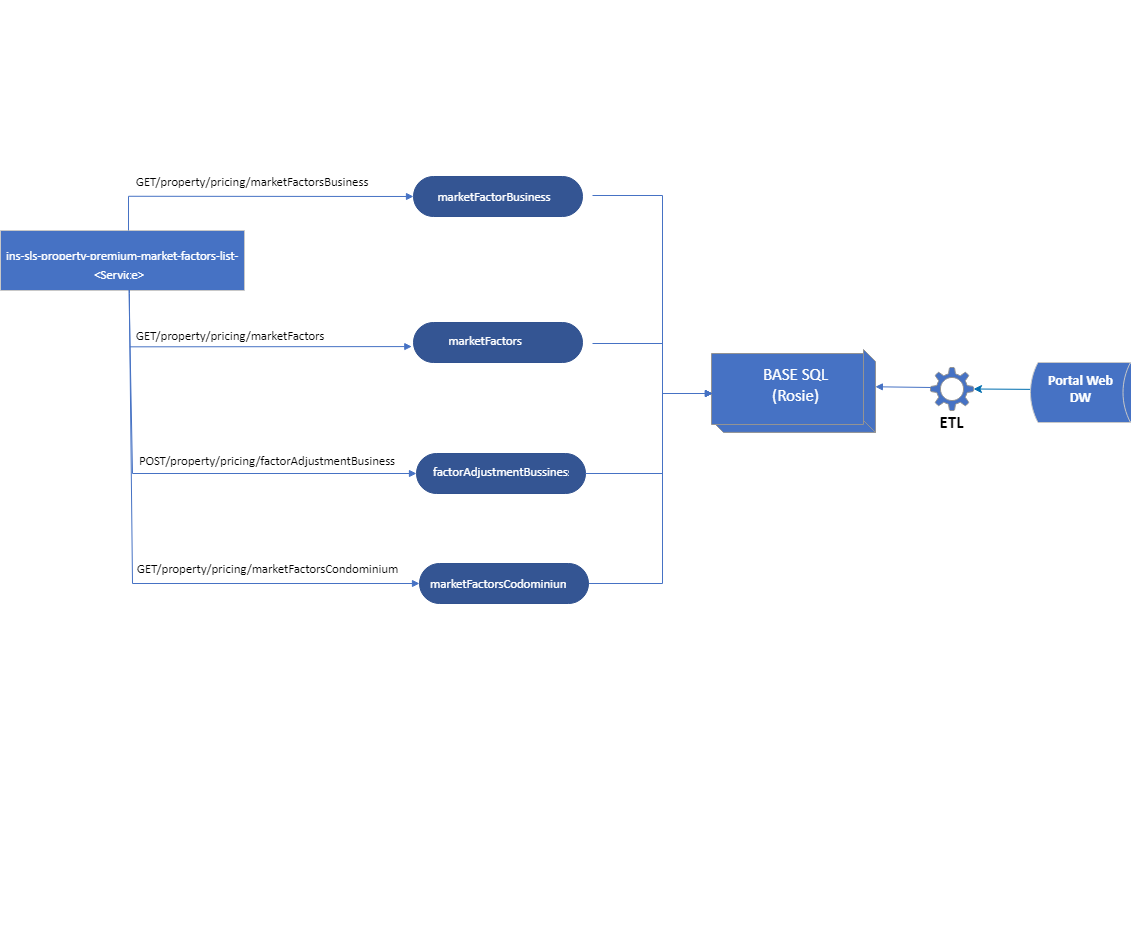 GET/property/pricing/marketFactorsBusiness
marketFactorBusiness
ins-sls-property-premium-market-factors-list-
<Service>
GET/property/pricing/marketFactors
marketFactors
BASE SQL
(Rosie)
ETL
Portal Web
DW
POST/property/pricing/factorAdjustmentBusiness
factorAdjustmentBussines
GET/property/pricing/marketFactorsCondominium
marketFactorsCodominiun